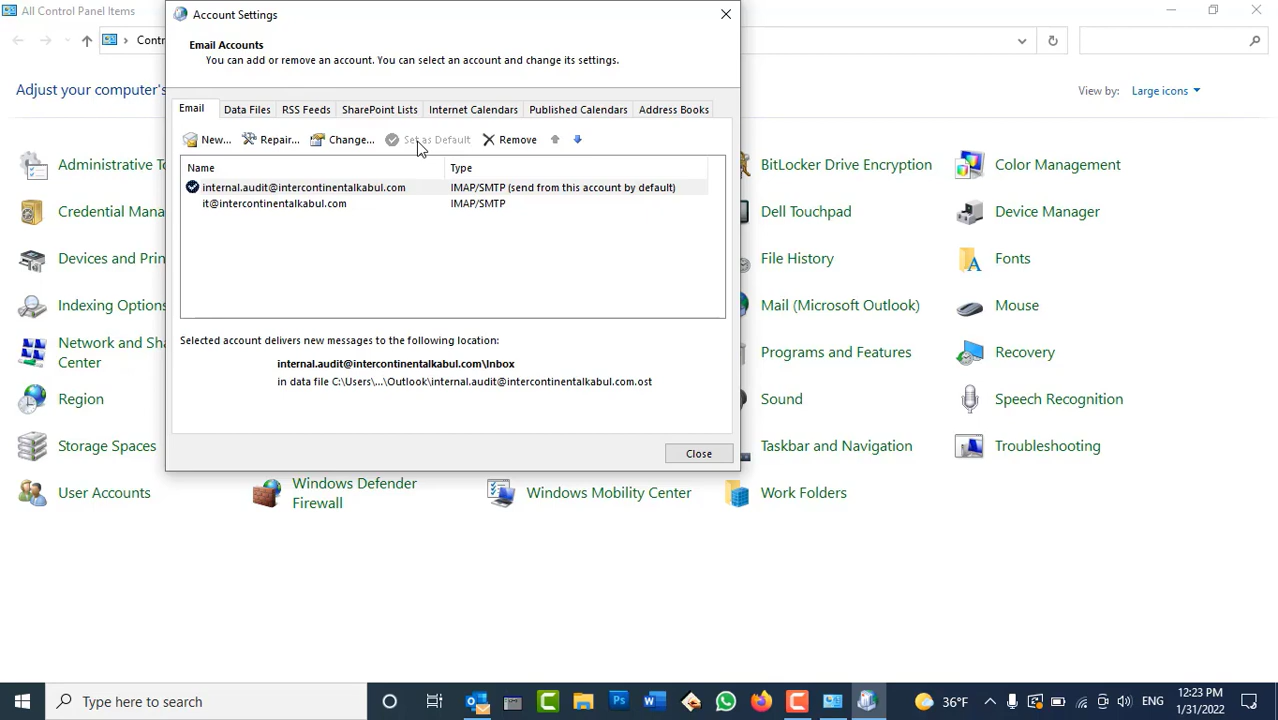 All Control Panel Items
Account Settings
Email Accounts
You can add or remove an account. You can select an account and change its settings.
Adjust your computer's
View by: Large icons
Email Data Files RSS Feeds SharePoint Lists Internet Calendars Published Calendars Address Books
New... Repair... Change... Set as Default Remove
Name Type
internal.audit@intercontinentalkabul.com IMAP/SMTP (send from this account by default)
it@intercontinentalkabul.com IMAP/SMTP
Selected account delivers new messages to the following location:
internal.audit@intercontinentalkabul.com\Inbox
in data file C:\Users\...\Outlook\internal.audit@intercontinentalkabul.com.ost
Close
BitLocker Drive Encryption Color Management
Credential
Dell Touchpad Device Manager
Devices and
File History Fonts
Indexing Options
Mail (Microsoft Outlook) Mouse
Network and
Center
Programs and Features Recovery
Region
Sound Speech Recognition
Storage Spaces
Taskbar and Navigation Troubleshooting
User Accounts
Windows Defender
Firewall
Windows Mobility Center Work Folders
Type here to search
Ps
36°F
ENG
12:23 PM
1/31/2022